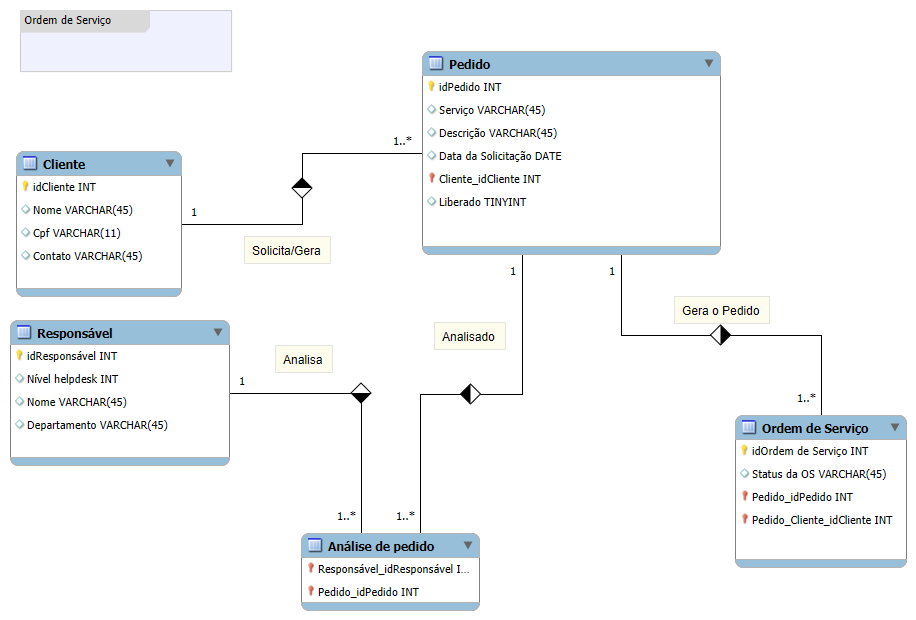 Ordem de Serviço
Pedido
idPedido INT
Serviço VARCHAR(45)
Descrição VARCHAR(45)
Data da Solicitação DATE
Cliente_idCliente INT
Liberado TINYINT
1..*
Cliente
idCliente INT
Nome VARCHAR(45)
Cpf VARCHAR(11)
Contato VARCHAR(45)
1
Solicita/Gera
1
1
Gera o Pedido
Responsável
idResponsável INT
Nível helpdesk INT
Nome VARCHAR(45)
Departamento VARCHAR(45)
Analisa
1
Analisado
1..*
Ordem de Serviço
idOrdem de Serviço INT
Status da OS VARCHAR(45)
Pedido_idPedido INT
Pedido_Cliente_idCliente INT
1..*
1..*
Análise de pedido
Responsável_idResponsável I...
Pedido_idPedido INT